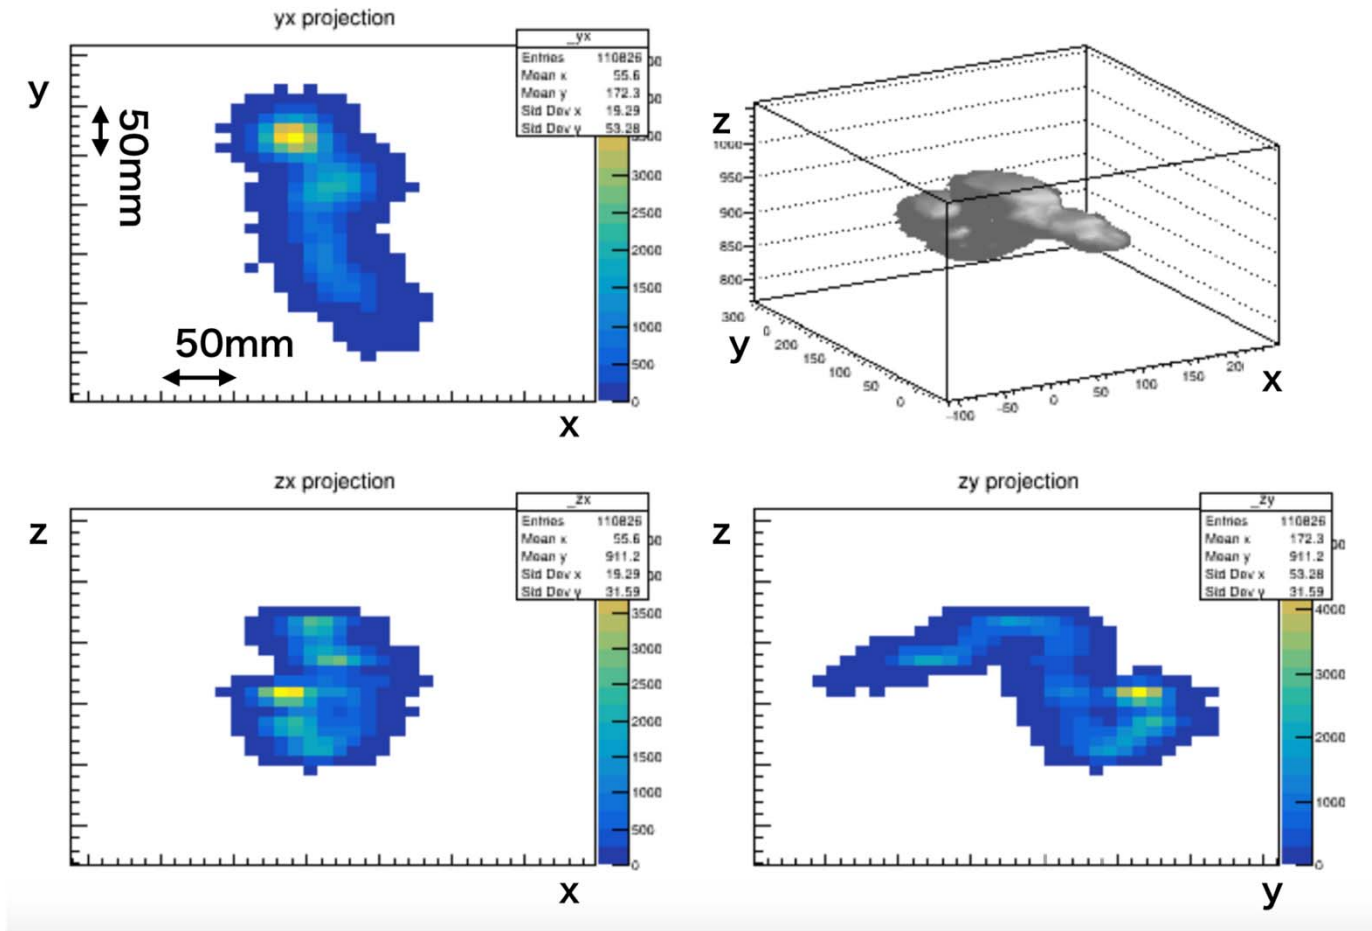 yx projection
_yx
Entries 110826
Mean x 55.6
Mean y 172.3
Std Dev x 19.29
Std Dev y 53.28
y
50mm
50mm
3000
2500
2000
1500
1000
500
0
x
z
1000
950
900
850
800
300
0
200
150
100
50
0
y
-100
-50
0
50
100
150
20
x
zx projection
_zx
Entries 110826
Mean x 55.6
Mean y 911.2
Std Dev x 19.29
Std Dev y 31.59
z
3500
3000
2500
2000
1500
1000
500
0
x
zy projection
_zy
Entries 110826
Mean x 172.3
Mean y 911.2
Std Dev x 53.28
Std Dev y 31.59
z
4000
3000
2000
1000
0
y